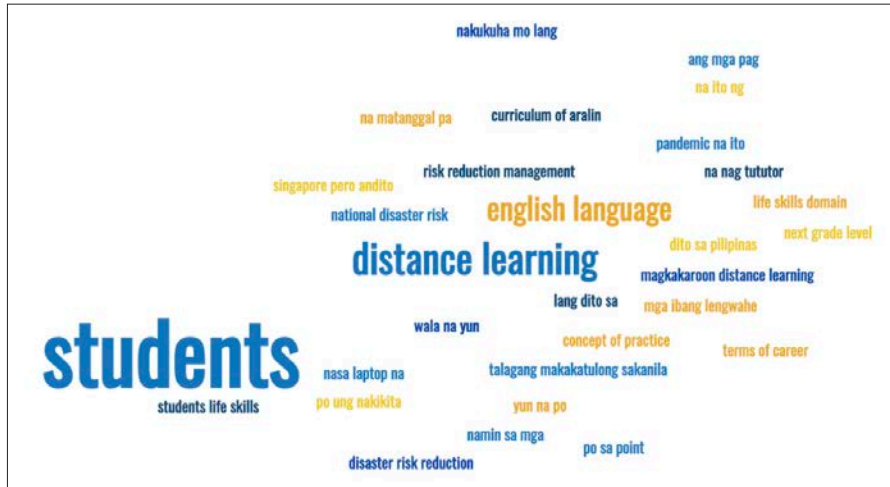 nakukuha mo lang
ang mga pag
na ito ng
na matanggal pa
curriculum of aralin
pandemic na ito
risk reduction management
na nag tututor
singapore pero andito
life skills domain
national disaster risk
english language
next grade level
dito sa pilipinas
distance learning
magkakaroon distance learning
lang dito sa
mga ibang lengwahe
wala na yun
students
concept of practice
terms of career
nasa laptop na
talagang makakatulong sakanila
po ung nakikita
students life skills
yun na po
namin sa mga
po sa point
disaster risk reduction